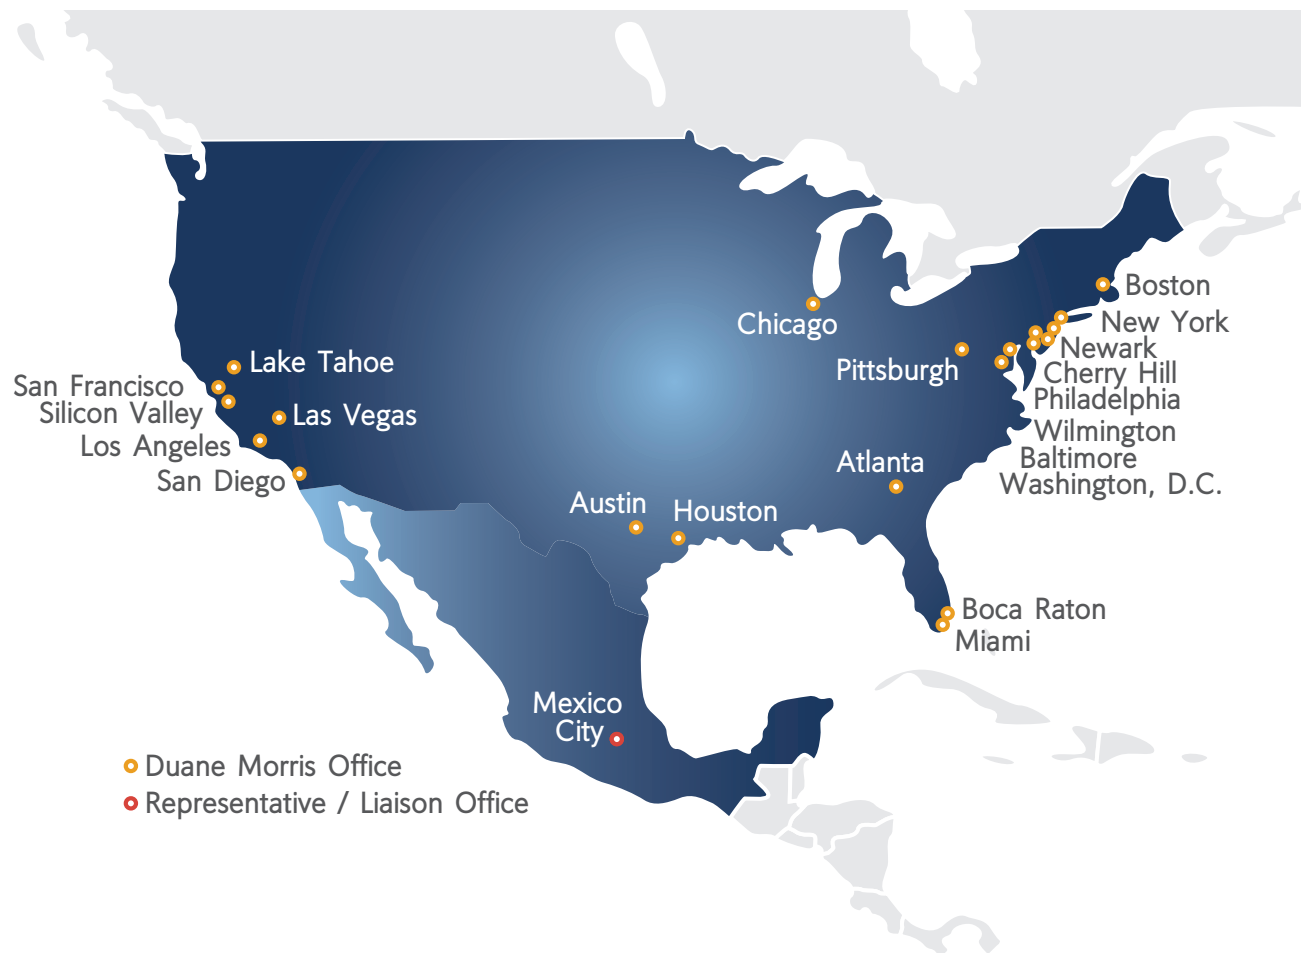 Boston
New York
Chicago
Newark
Lake Tahoe
Pittsburgh
Cherry Hill
San Francisco
Philadelphia
Silicon Valley
Las Vegas
Wilmington
Los Angeles
Baltimore
Atlanta
San Diego
Washington, D.C.
Austin
Houston
Boca Raton
Miami
Mexico
City
Duane Morris Office
Representative / Liaison Office